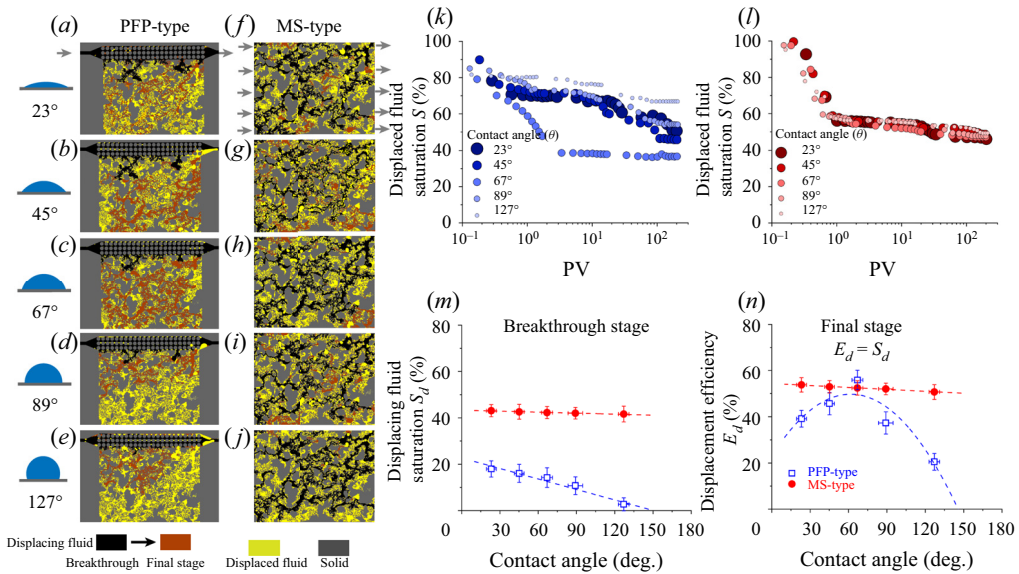 (a) PFP-type (f) MS-type
23°
(b) (g)
45°
(c) (h)
67°
(d) (i)
89°
(e) (j)
127°
Displacing fluid
Breakthrough Final stage Displaced fluid Solid
(k)
Displaced fluid
saturation S (%)
100
80
60
40
20
0
Contact angle (θ)
23°
45°
67°
89°
127°
10⁻¹ 10⁰ 10¹ 10²
PV
(l)
Displaced fluid
saturation S (%)
100
80
60
40
20
0
Contact angle (θ)
23°
45°
67°
89°
127°
10⁻¹ 10⁰ 10¹ 10²
PV
(m)
Breakthrough stage
Displacing fluid
saturation S_d (%)
80
60
40
20
0 30 60 90 120 150 180
Contact angle (deg.)
(n)
Final stage
E_d = S_d
Displacement efficiency
E_d (%)
80
60
40
20
PFP-type
MS-type
0 30 60 90 120 150 180
Contact angle (deg.)